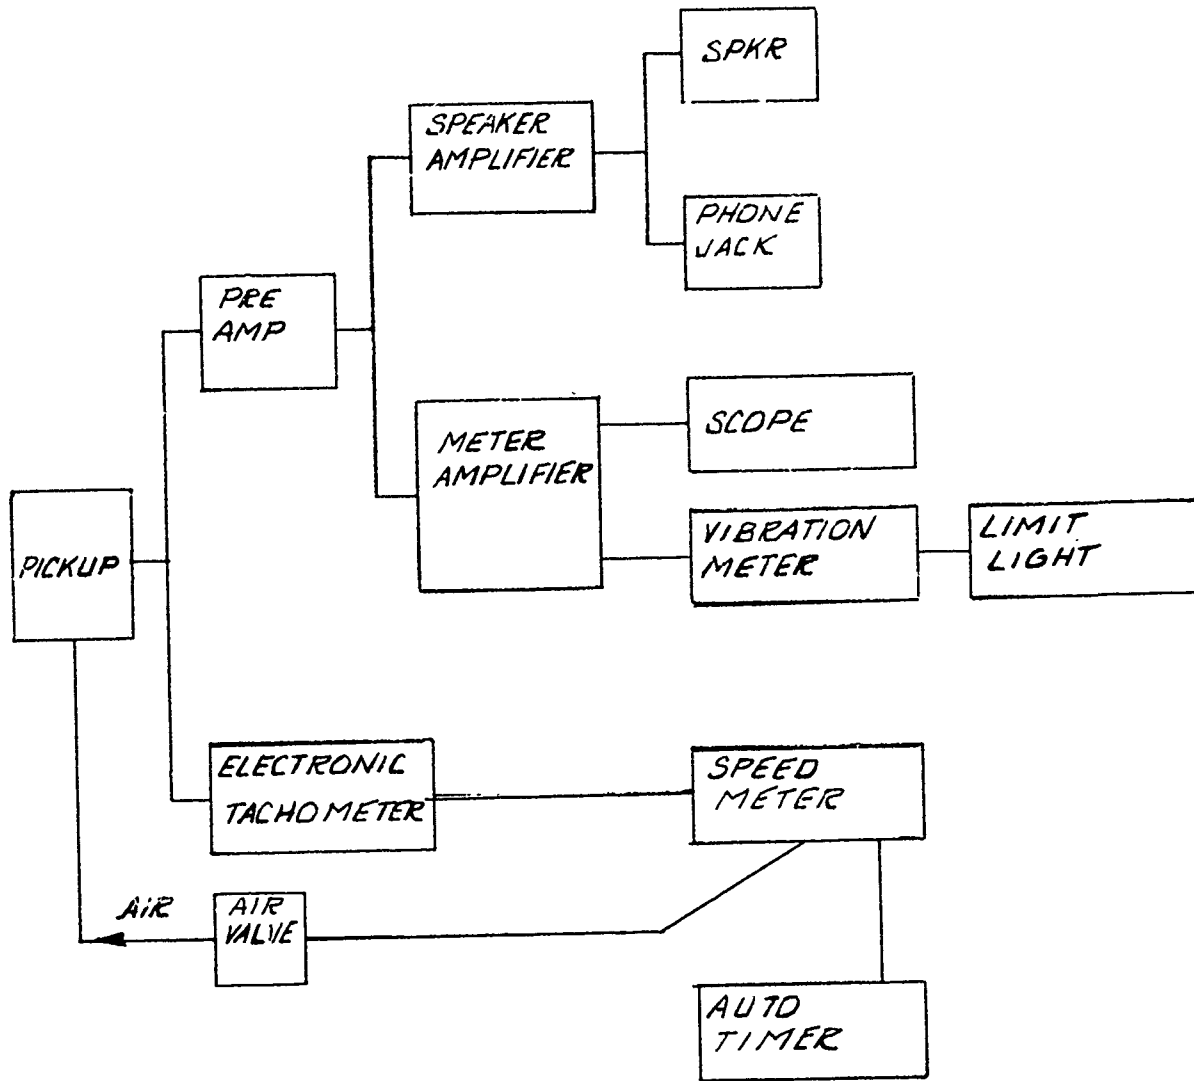 SPKR
SPEAKER
AMPLIFIER
PHONE
JACK
PRE
AMP
METER
AMPLIFIER
SCOPE
PICKUP
VIBRATION
METER
LIMIT
LIGHT
ELECTRONIC
TACHOMETER
SPEED
METER
AIR
AIR
VALVE
AUTO
TIMER